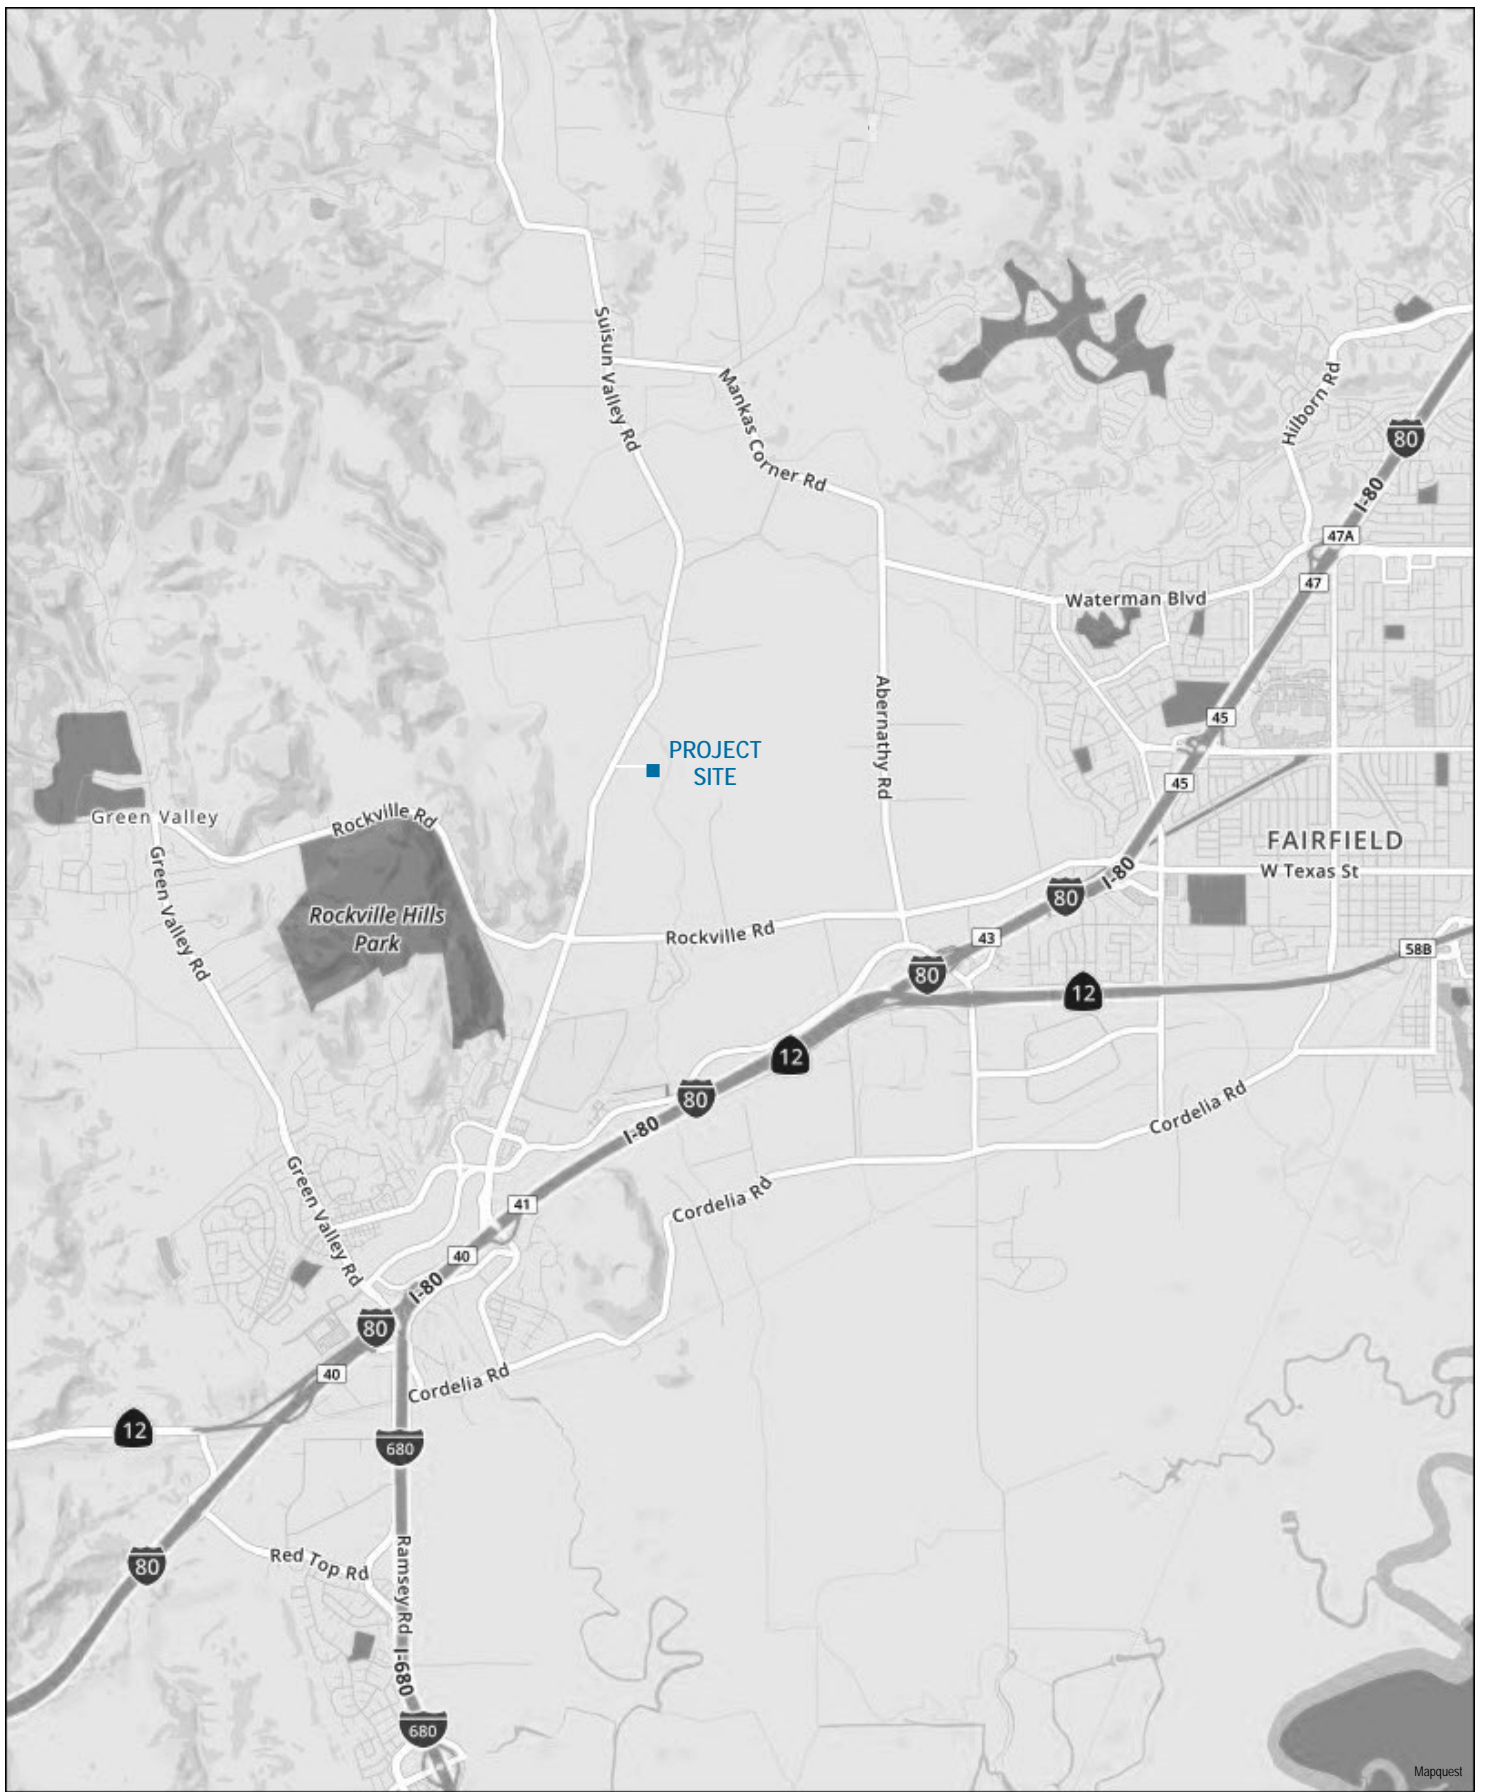 Suisun Valley Rd
Mankas Corner Rd
Hilborn Rd
80
I-80
47A
47
Waterman Blvd
Abernathy Rd
45
PROJECT
SITE
45
Green Valley
Rockville Rd
FAIRFIELD
W Texas St
I-80
80
Green Valley Rd
Rockville Hills
Park
Rockville Rd
43
58B
80
12
12
80
I-80
Cordelia Rd
Green Valley Rd
Cordelia Rd
41
40
I-80
80
40
Cordelia Rd
12
680
80
Red Top Rd
Ramsey Rd
I-680
680
Mapquest